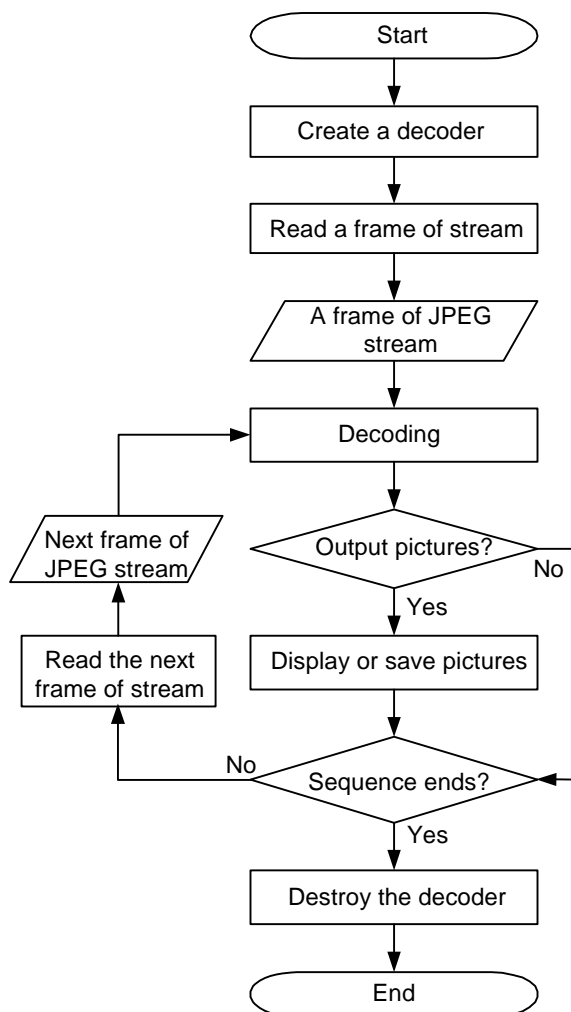 Start
Create a decoder
Read a frame of stream
A frame of JPEG
stream
Decoding
Next frame of
JPEG stream
Output pictures?
No
Yes
Read the next
frame of stream
Display or save pictures
No
Sequence ends?
Yes
Destroy the decoder
End